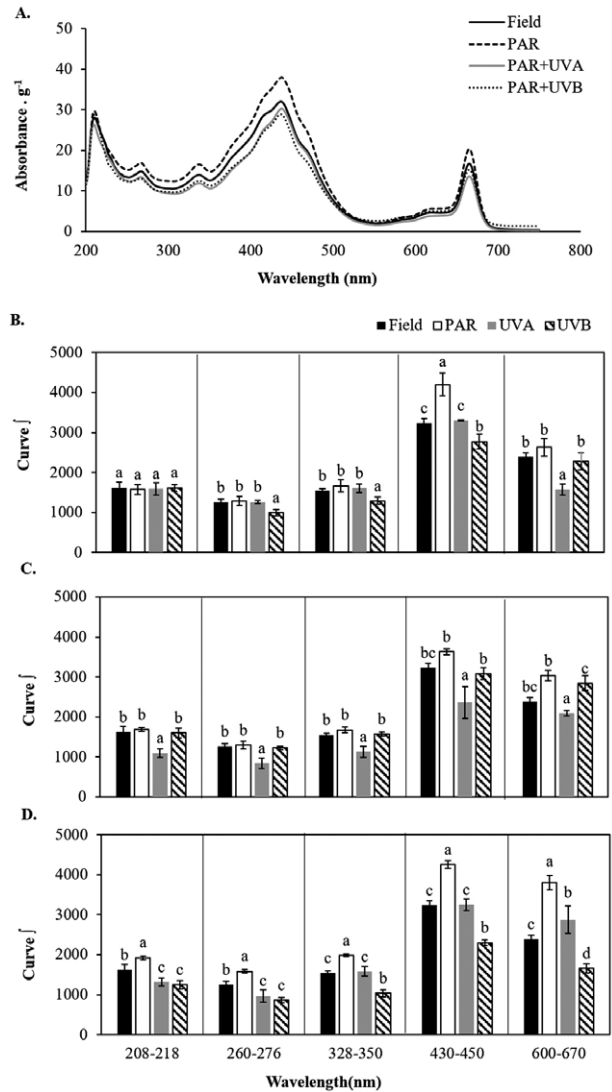 A.
Field
PAR
PAR+UVA
PAR+UVB
Absorbance . g-1
50
40
30
20
10
0
200 300 400 500 600 700 800
Wavelength (nm)
B.
Field PAR UVA UVB
Curve ∫
5000
4000
3000
2000
1000
0
a a a a
b b b a
b b b a
c a c b
b b a b
C.
Curve ∫
5000
4000
3000
2000
1000
0
b b a b
b b a b
b b a b
bc b a b
bc b a c
D.
Curve ∫
5000
4000
3000
2000
1000
0
b a c c
b a c c
c a c b
c a c b
c a b d
208-218 260-276 328-350 430-450 600-670
Wavelength(nm)